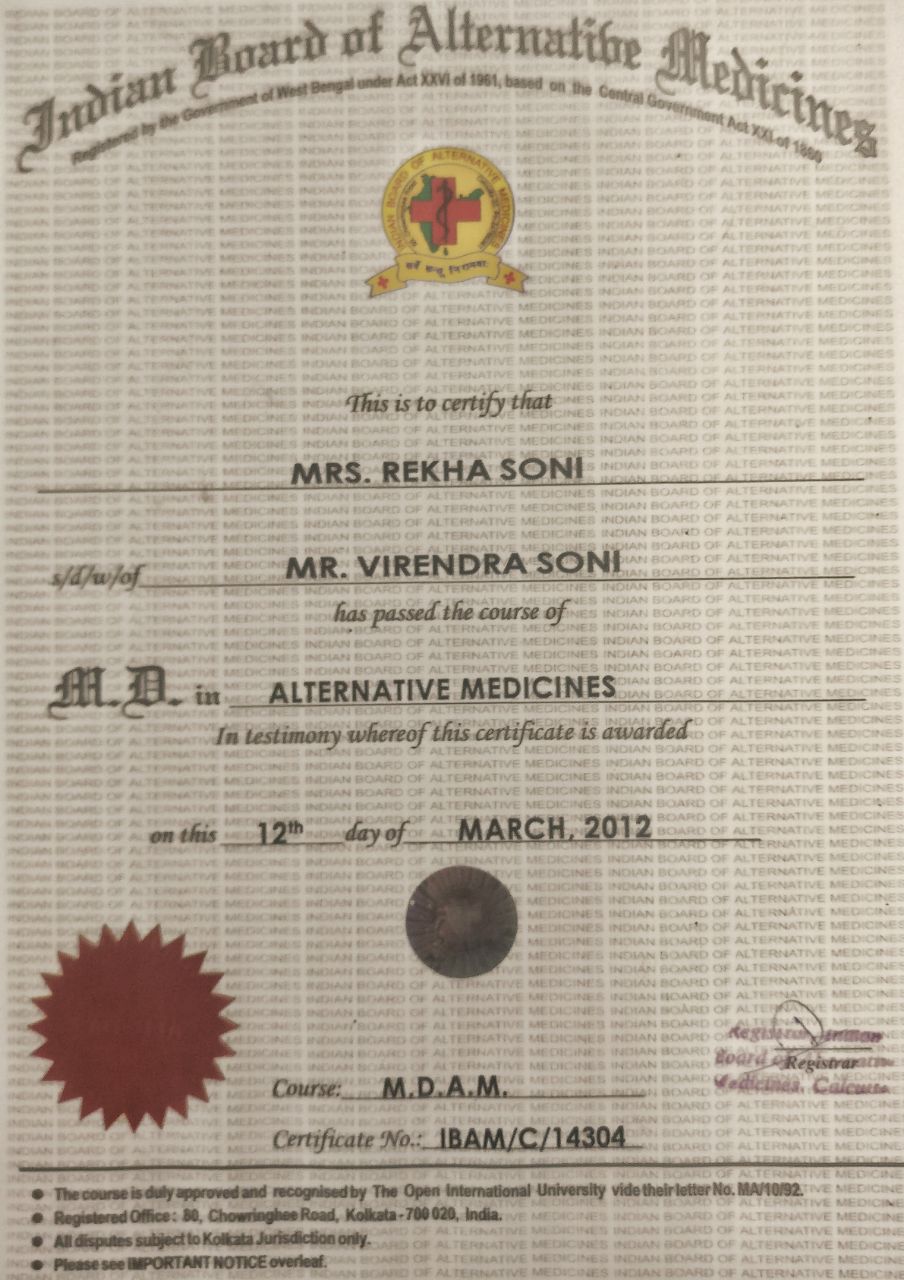 Indian Board of Alternative Medicines
Registered by the Government of West Bengal under Act XXVI of 1961, based on the Central Government Act XXI of 1860
INDIAN BOARD OF ALTERNATIVE MEDICINES
सर्वे सन्तु निरामयाः
This is to certify that
MRS. REKHA SONI
s/d/w/of MR. VIRENDRA SONI
has passed the course of
M.D. in ALTERNATIVE MEDICINES
In testimony whereof this certificate is awarded
on this 12th day of MARCH, 2012
Registrar Indian
Board of
Registrar
Medicines, Calcutta
Course: M.D.A.M.
Certificate No.: IBAM/C/14304
● The course is duly approved and recognised by The Open International University vide their letter No. MA/10/92.
● Registered Office : 80, Chowringhee Road, Kolkata - 700 020, India.
● All disputes subject to Kolkata Jurisdiction only.
● Please see IMPORTANT NOTICE overleaf.